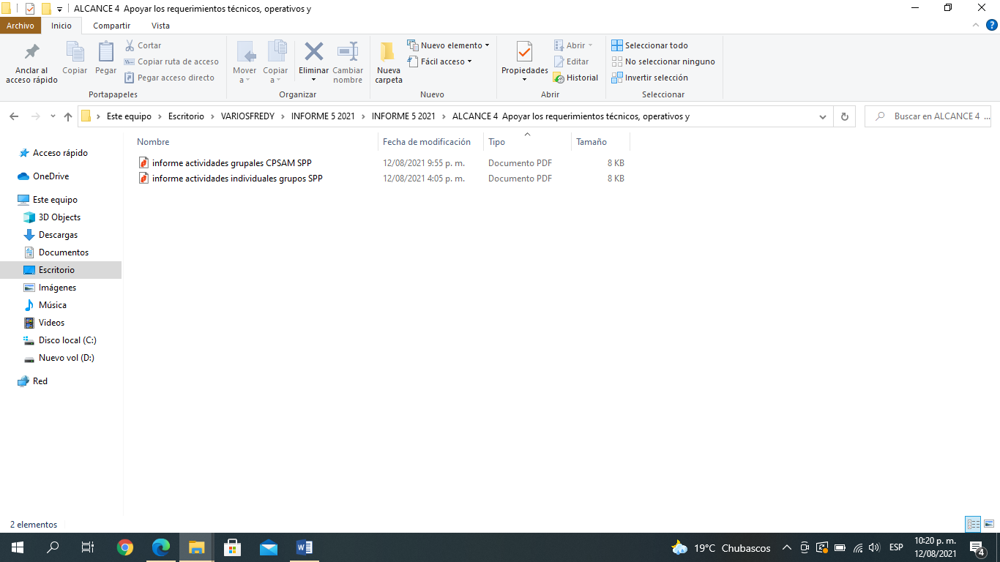 ALCANCE 4  Apoyar los requerimientos técnicos, operativos y
Archivo Inicio Compartir Vista
Anclar al acceso rápido
Copiar
Pegar
Cortar
Copiar ruta de acceso
Pegar acceso directo
Portapapeles
Mover a
Copiar a
Eliminar
Cambiar nombre
Organizar
Nueva carpeta
Nuevo elemento
Fácil acceso
Nuevo
Propiedades
Abrir
Editar
Historial
Abrir
Seleccionar todo
No seleccionar ninguno
Invertir selección
Seleccionar
Este equipo > Escritorio > VARIOSFREDY > INFORME 5 2021 > INFORME 5 2021 > ALCANCE 4  Apoyar los requerimientos técnicos, operativos y
Buscar en ALCANCE 4 ...
Nombre Fecha de modificación Tipo Tamaño
informe actividades grupales CPSAM SPP 12/08/2021 9:55 p. m. Documento PDF 8 KB
informe actividades individuales grupos SPP 12/08/2021 4:05 p. m. Documento PDF 8 KB
Acceso rápido
OneDrive
Este equipo
3D Objects
Descargas
Documentos
Escritorio
Imágenes
Música
Videos
Disco local (C:)
Nuevo vol (D:)
Red
2 elementos
19°C Chubascos
ESP
10:20 p. m.
12/08/2021
4